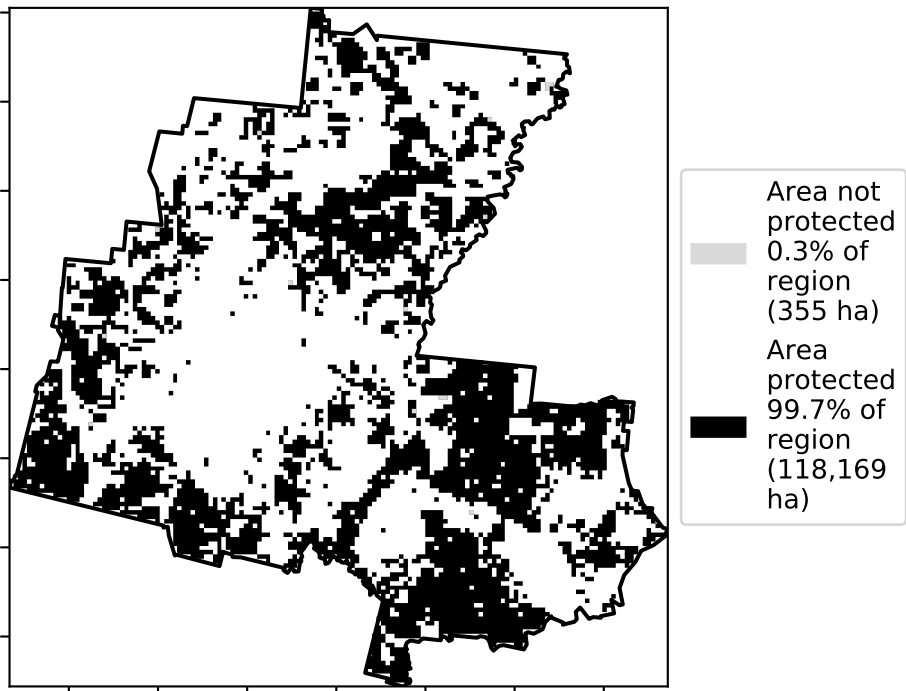 Area not
protected
0.3% of
region
(355 ha)
Area
protected
99.7% of
region
(118,169
ha)